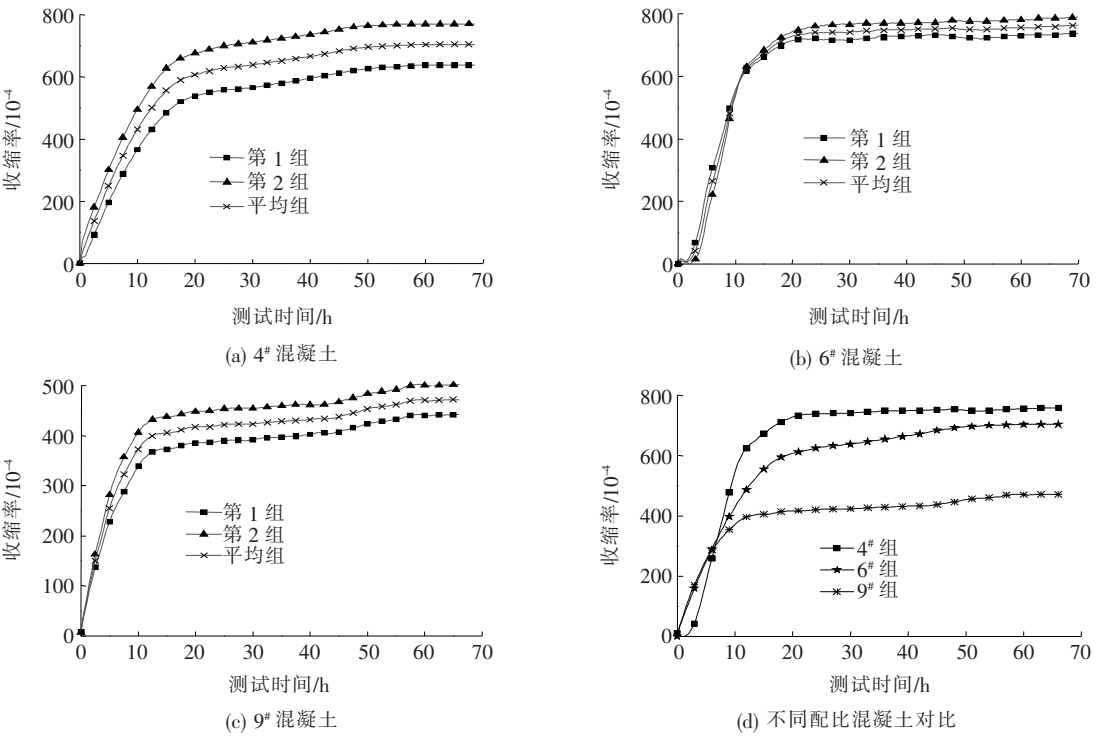 800
600
400
200
0
收缩率/10⁻⁴
第 1 组
第 2 组
平均组
0 10 20 30 40 50 60 70
测试时间/h
(a) 4# 混凝土
800
600
400
200
0
收缩率/10⁻⁴
第 1 组
第 2 组
平均组
0 10 20 30 40 50 60 70
测试时间/h
(b) 6# 混凝土
500
400
300
200
100
0
收缩率/10⁻⁴
第 1 组
第 2 组
平均组
0 10 20 30 40 50 60 70
测试时间/h
(c) 9# 混凝土
800
600
400
200
0
收缩率/10⁻⁴
4# 组
6# 组
9# 组
0 10 20 30 40 50 60 70
测试时间/h
(d) 不同配比混凝土对比